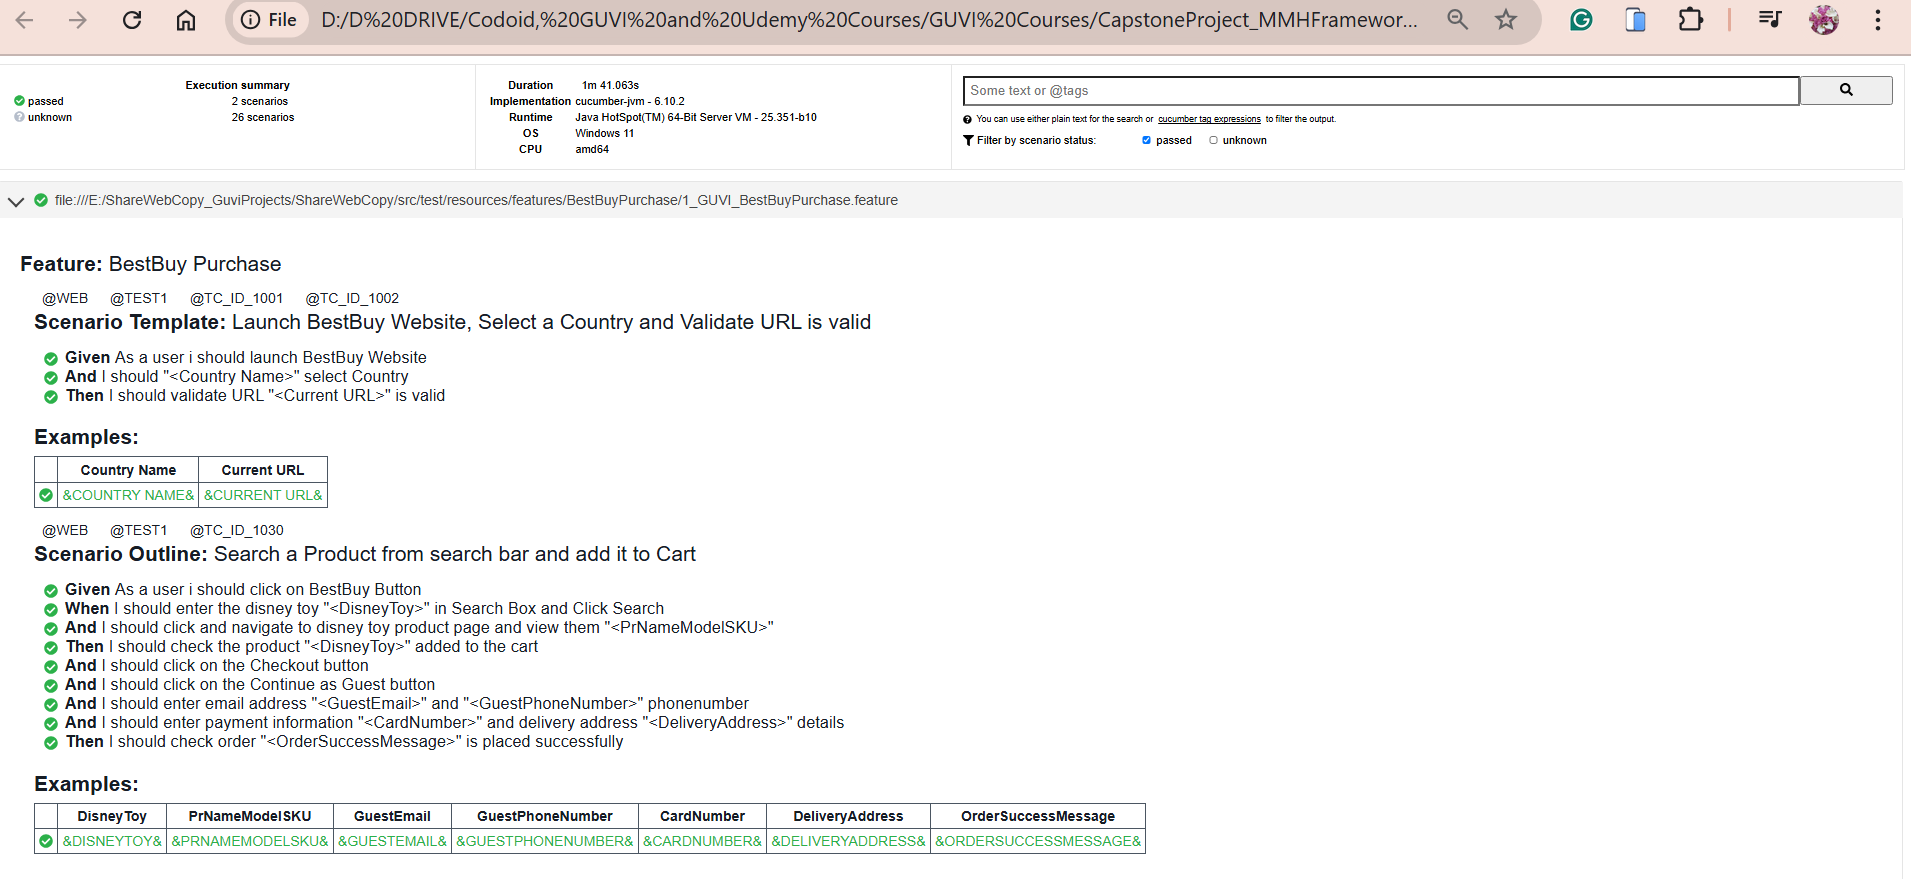 File D:/D%20DRIVE/Codoid,%20GUVI%20and%20Udemy%20Courses/GUVI%20Courses/CapstoneProject_MMHFramewor...
Execution summary
passed 2 scenarios
unknown 26 scenarios
Duration 1m 41.063s
Implementation cucumber-jvm - 6.10.2
Runtime Java HotSpot(TM) 64-Bit Server VM - 25.351-b10
OS Windows 11
CPU amd64
Some text or @tags
You can use either plain text for the search or cucumber tag expressions to filter the output.
Filter by scenario status: passed unknown
file:///E:/ShareWebCopy_GuviProjects/ShareWebCopy/src/test/resources/features/BestBuyPurchase/1_GUVI_BestBuyPurchase.feature
Feature: BestBuy Purchase
@WEB @TEST1 @TC_ID_1001 @TC_ID_1002
Scenario Template: Launch BestBuy Website, Select a Country and Validate URL is valid
Given As a user i should launch BestBuy Website
And I should "<Country Name>" select Country
Then I should validate URL "<Current URL>" is valid
Examples:
Country Name Current URL
&COUNTRY NAME& &CURRENT URL&
@WEB @TEST1 @TC_ID_1030
Scenario Outline: Search a Product from search bar and add it to Cart
Given As a user i should click on BestBuy Button
When I should enter the disney toy "<DisneyToy>" in Search Box and Click Search
And I should click and navigate to disney toy product page and view them "<PrNameModelSKU>"
Then I should check the product "<DisneyToy>" added to the cart
And I should click on the Checkout button
And I should click on the Continue as Guest button
And I should enter email address "<GuestEmail>" and "<GuestPhoneNumber>" phonenumber
And I should enter payment information "<CardNumber>" and delivery address "<DeliveryAddress>" details
Then I should check order "<OrderSuccessMessage>" is placed successfully
Examples:
DisneyToy PrNameModelSKU GuestEmail GuestPhoneNumber CardNumber DeliveryAddress OrderSuccessMessage
&DISNEYTOY& &PRNAMEMODELSKU& &GUESTEMAIL& &GUESTPHONENUMBER& &CARDNUMBER& &DELIVERYADDRESS& &ORDERSUCCESSMESSAGE&